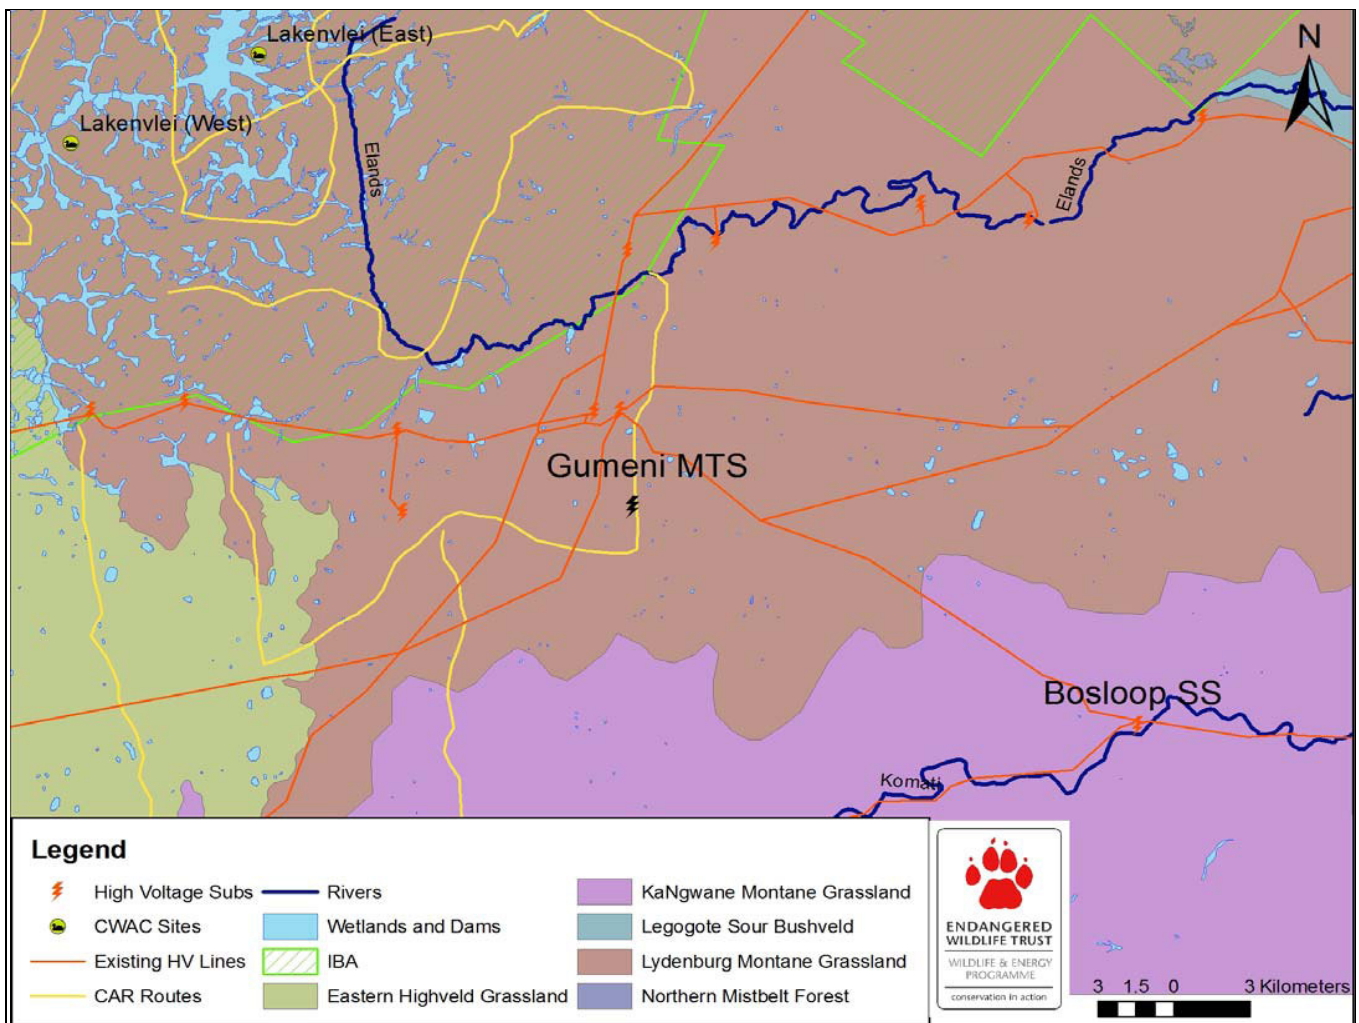 Lakenvlei (East)
N
Lakenvlei (West)
Elands
Elands
Gumeni MTS
Bosloop SS
Komati
Legend
High Voltage Subs
Rivers
KaNgwane Montane Grassland
CWAC Sites
Wetlands and Dams
Legogote Sour Bushveld
Existing HV Lines
IBA
Lydenburg Montane Grassland
CAR Routes
Eastern Highveld Grassland
Northern Mistbelt Forest
ENDANGERED
WILDLIFE TRUST
WILDLIFE & ENERGY
PROGRAMME
conservation in action
3 1.5 0 3 Kilometers